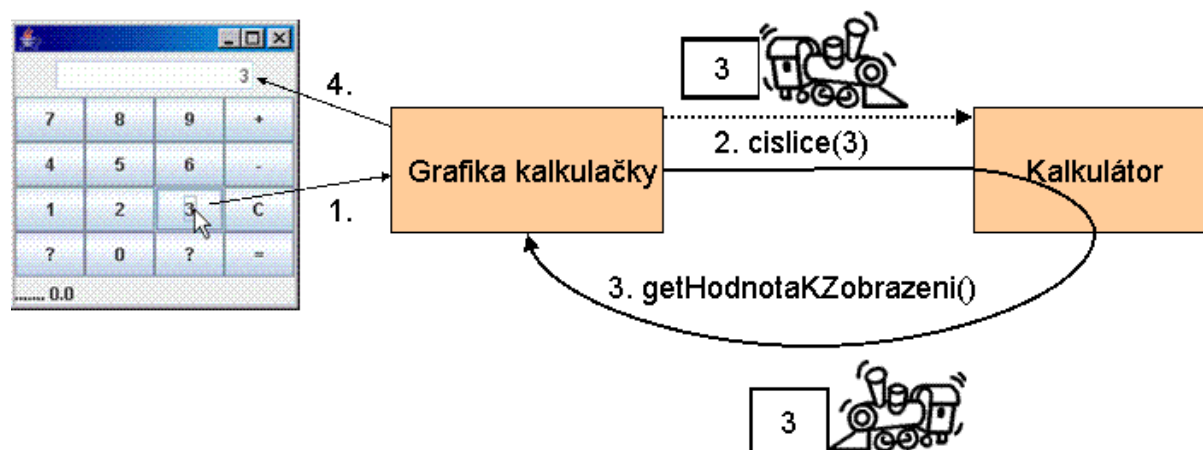 3
7 8 9 +
4 5 6 -
1 2 3 C
? 0 ? =
....... 0.0
4.
1.
Grafika kalkulačky
3
2. cislice(3)
Kalkulátor
3. getHodnotaKZobrazeni()
3